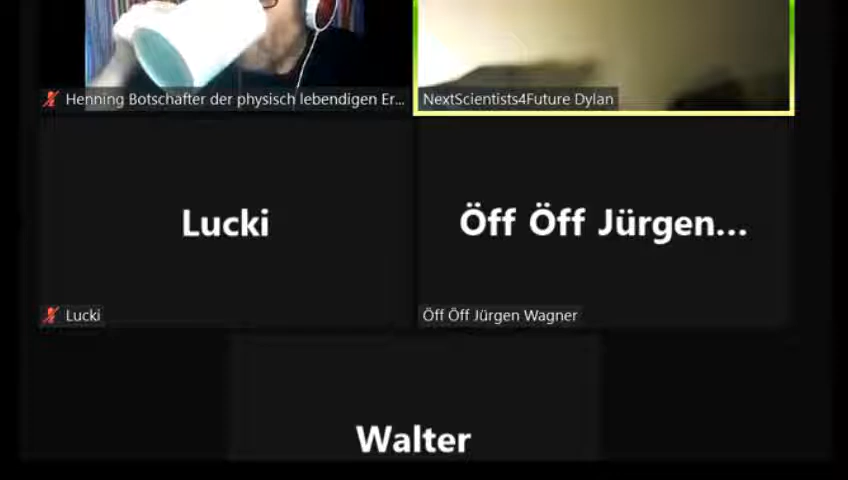 Henning Botschafter der physisch lebendigen Er...
NextScientists4Future Dylan
Lucki
Öff Öff Jürgen...
Lucki
Öff Öff Jürgen Wagner
Walter